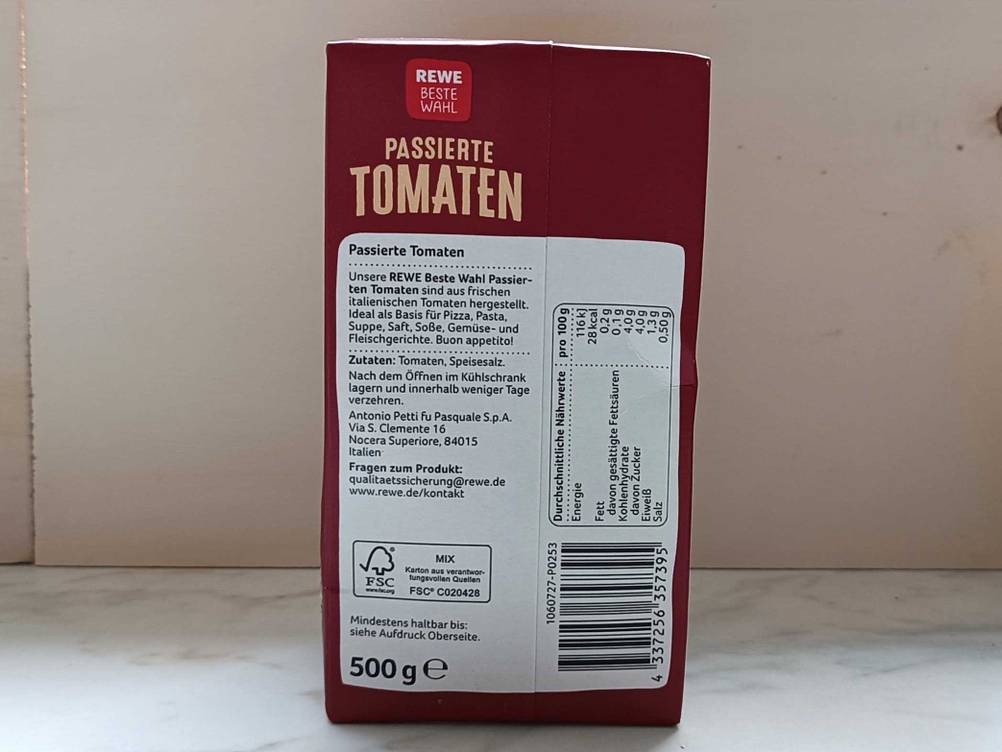 REWE
BESTE
WAHL
PASSIERTE
TOMATEN
Passierte Tomaten
Unsere REWE Beste Wahl Passier-
ten Tomaten sind aus frischen
italienischen Tomaten hergestellt.
Ideal als Basis für Pizza, Pasta,
Suppe, Saft, Soße, Gemüse- und
Fleischgerichte. Buon appetito!
Zutaten: Tomaten, Speisesalz.
Nach dem Öffnen im Kühlschrank
lagern und innerhalb weniger Tage
verzehren.
Antonio Petti fu Pasquale S.p.A.
Via S. Clemente 16
Nocera Superiore, 84015
Italien
Fragen zum Produkt:
qualitaetssicherung@rewe.de
www.rewe.de/kontakt
FSC®
www.fsc.org
MIX
Karton aus verantwor-
tungsvollen Quellen
FSC® C020428
Mindestens haltbar bis:
siehe Aufdruck Oberseite.
500 g ℮
Durchschnittliche Nährwerte pro 100 g
Energie 116 kJ
28 kcal
Fett 0,2 g
davon gesättigte Fettsäuren 0,1 g
Kohlenhydrate 4,0 g
davon Zucker 4,0 g
Eiweiß 1,3 g
Salz 0,50 g
1060727-P0253
4 337256 357395